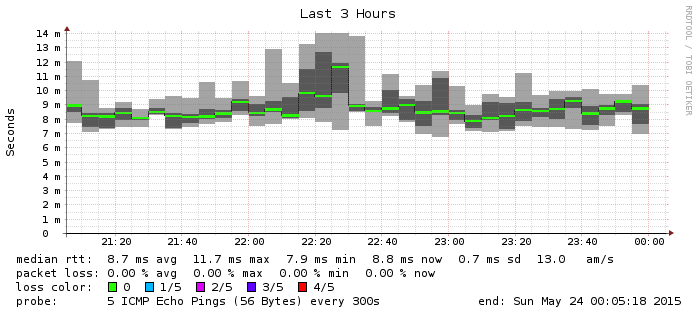 Last 3 Hours
RRDTOOL / TOBI OETIKER
Seconds
14 m
13 m
12 m
11 m
10 m
9 m
8 m
7 m
6 m
5 m
4 m
3 m
2 m
1 m
0
21:20 21:40 22:00 22:20 22:40 23:00 23:20 23:40 00:00
median rtt: 8.7 ms avg 11.7 ms max 7.9 ms min 8.8 ms now 0.7 ms sd 13.0 am/s
packet loss: 0.00 % avg 0.00 % max 0.00 % min 0.00 % now
loss color: 0 1/5 2/5 3/5 4/5
probe: 5 ICMP Echo Pings (56 Bytes) every 300s end: Sun May 24 00:05:18 2015